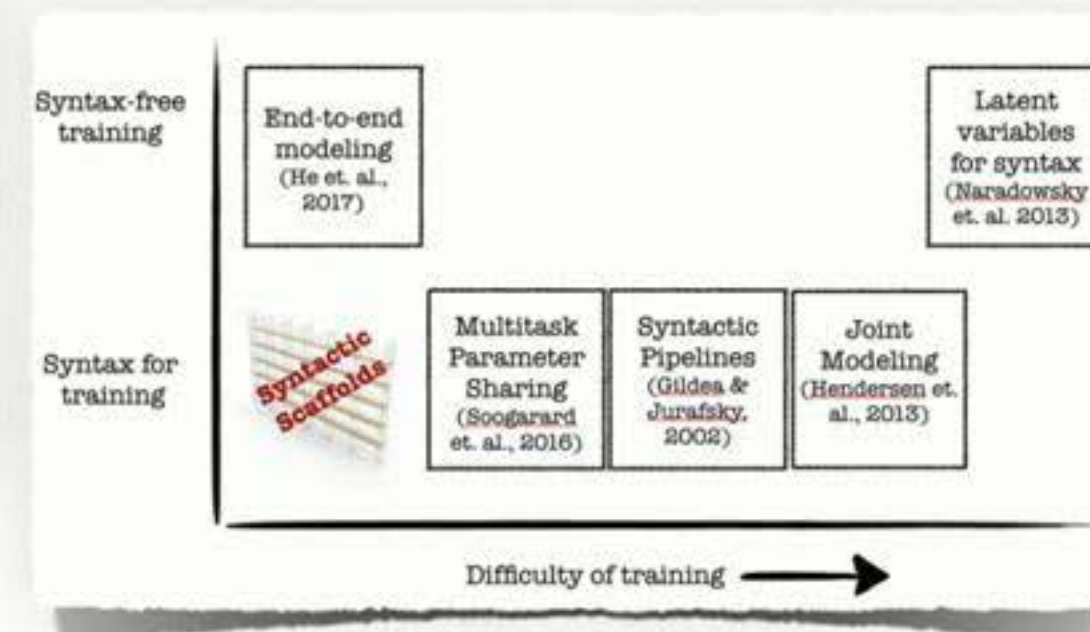 Syntax-free
training
End-to-end
modeling
(He et. al.,
2017)
Latent
variables
for syntax
(Naradowsky
et. al. 2013)
Syntax for
training
Syntactic
Scaffolds
Multitask
Parameter
Sharing
(Soogarard
et. al., 2016)
Syntactic
Pipelines
(Gildea &
Jurafsky,
2002)
Joint
Modeling
(Hendersen et.
al., 2013)
Difficulty of training